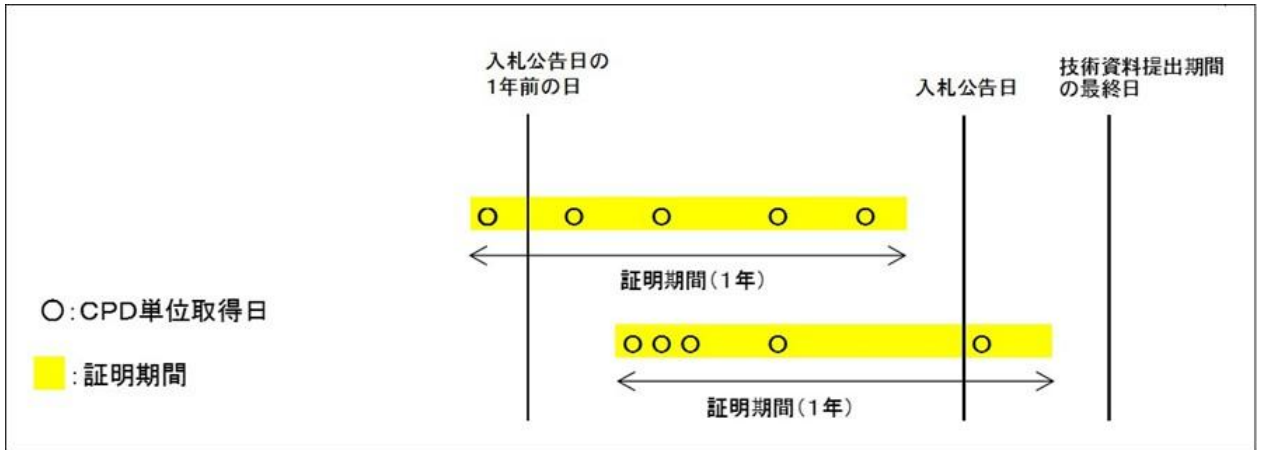 入札公告日の
1年前の日
入札公告日
技術資料提出期間
の最終日
証明期間(1年)
○:CPD単位取得日
証明期間(1年)
:証明期間